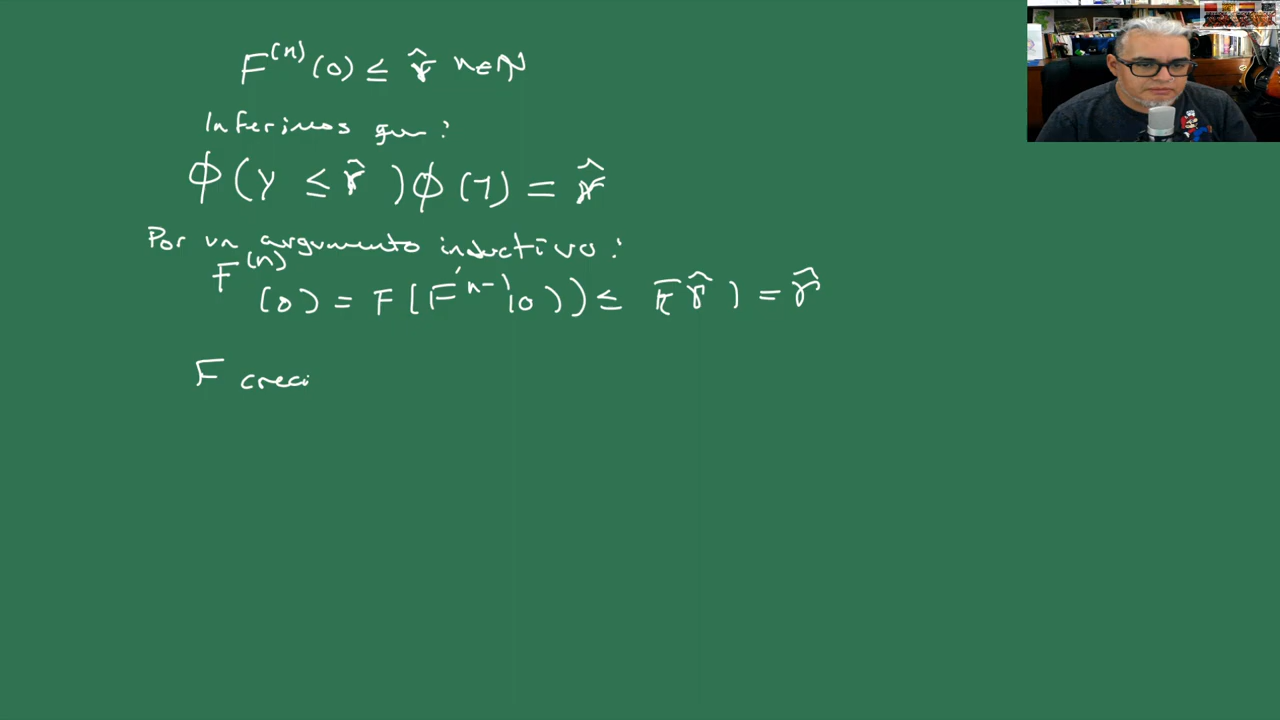 F^(n) (0) ≤ r̂ n ∈ ℕ
Inferimos que:
ϕ(γ ≤ r̂) ϕ(1) = r̂
Por un argumento inductivo:
F^(n) (0) = F(F^(n-1) (0)) ≤ F(r̂) = r̂
F creci